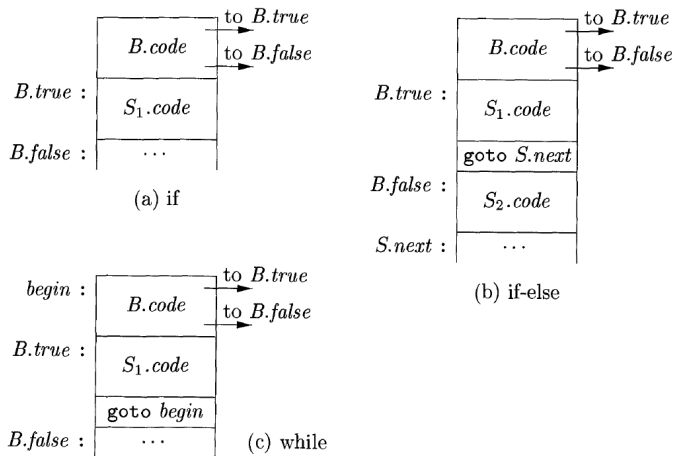 to B.true
B.code
to B.false
B.true :
S₁.code
B.false :
...
(a) if
to B.true
B.code
to B.false
B.true :
S₁.code
goto S.next
B.false :
S₂.code
S.next :
...
(b) if-else
begin :
to B.true
B.code
to B.false
B.true :
S₁.code
goto begin
B.false :
...
(c) while